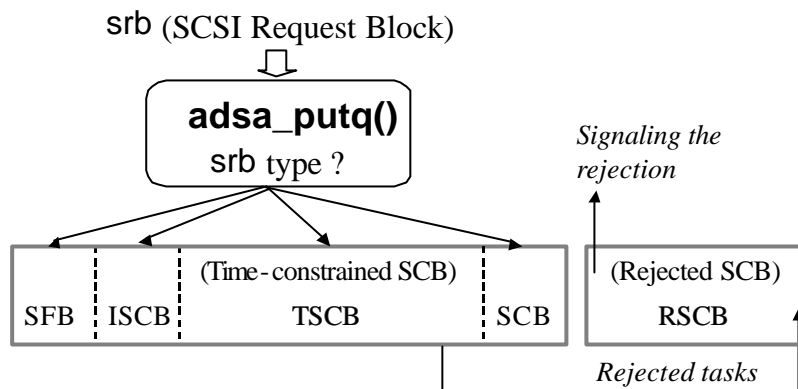 srb (SCSI Request Block)
adsa_putq()
srb type ?
Signaling the
rejection
(Time-constrained SCB)
(Rejected SCB)
SFB
ISCB
TSCB
SCB
RSCB
Rejected tasks